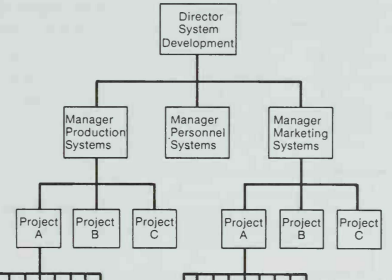 Director
System
Development
Manager
Production
Systems
Manager
Personnel
Systems
Manager
Marketing
Systems
Project
A
Project
B
Project
C
Project
A
Project
B
Project
C